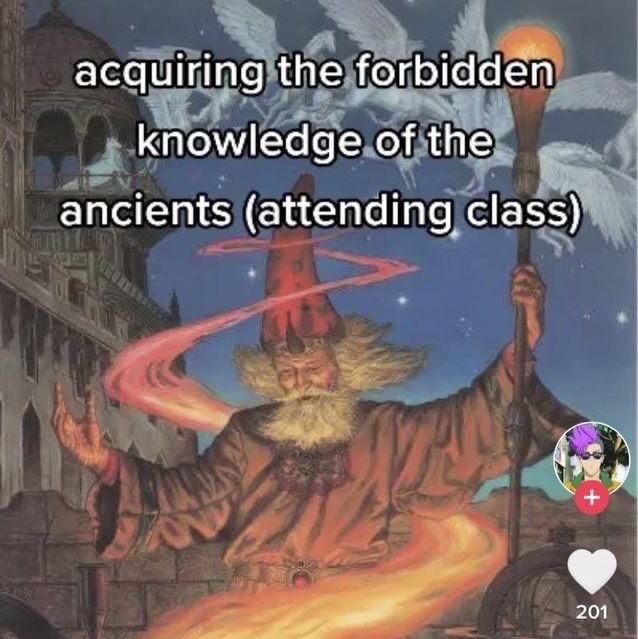 acquiring the forbidden
knowledge of the
ancients (attending class)
201